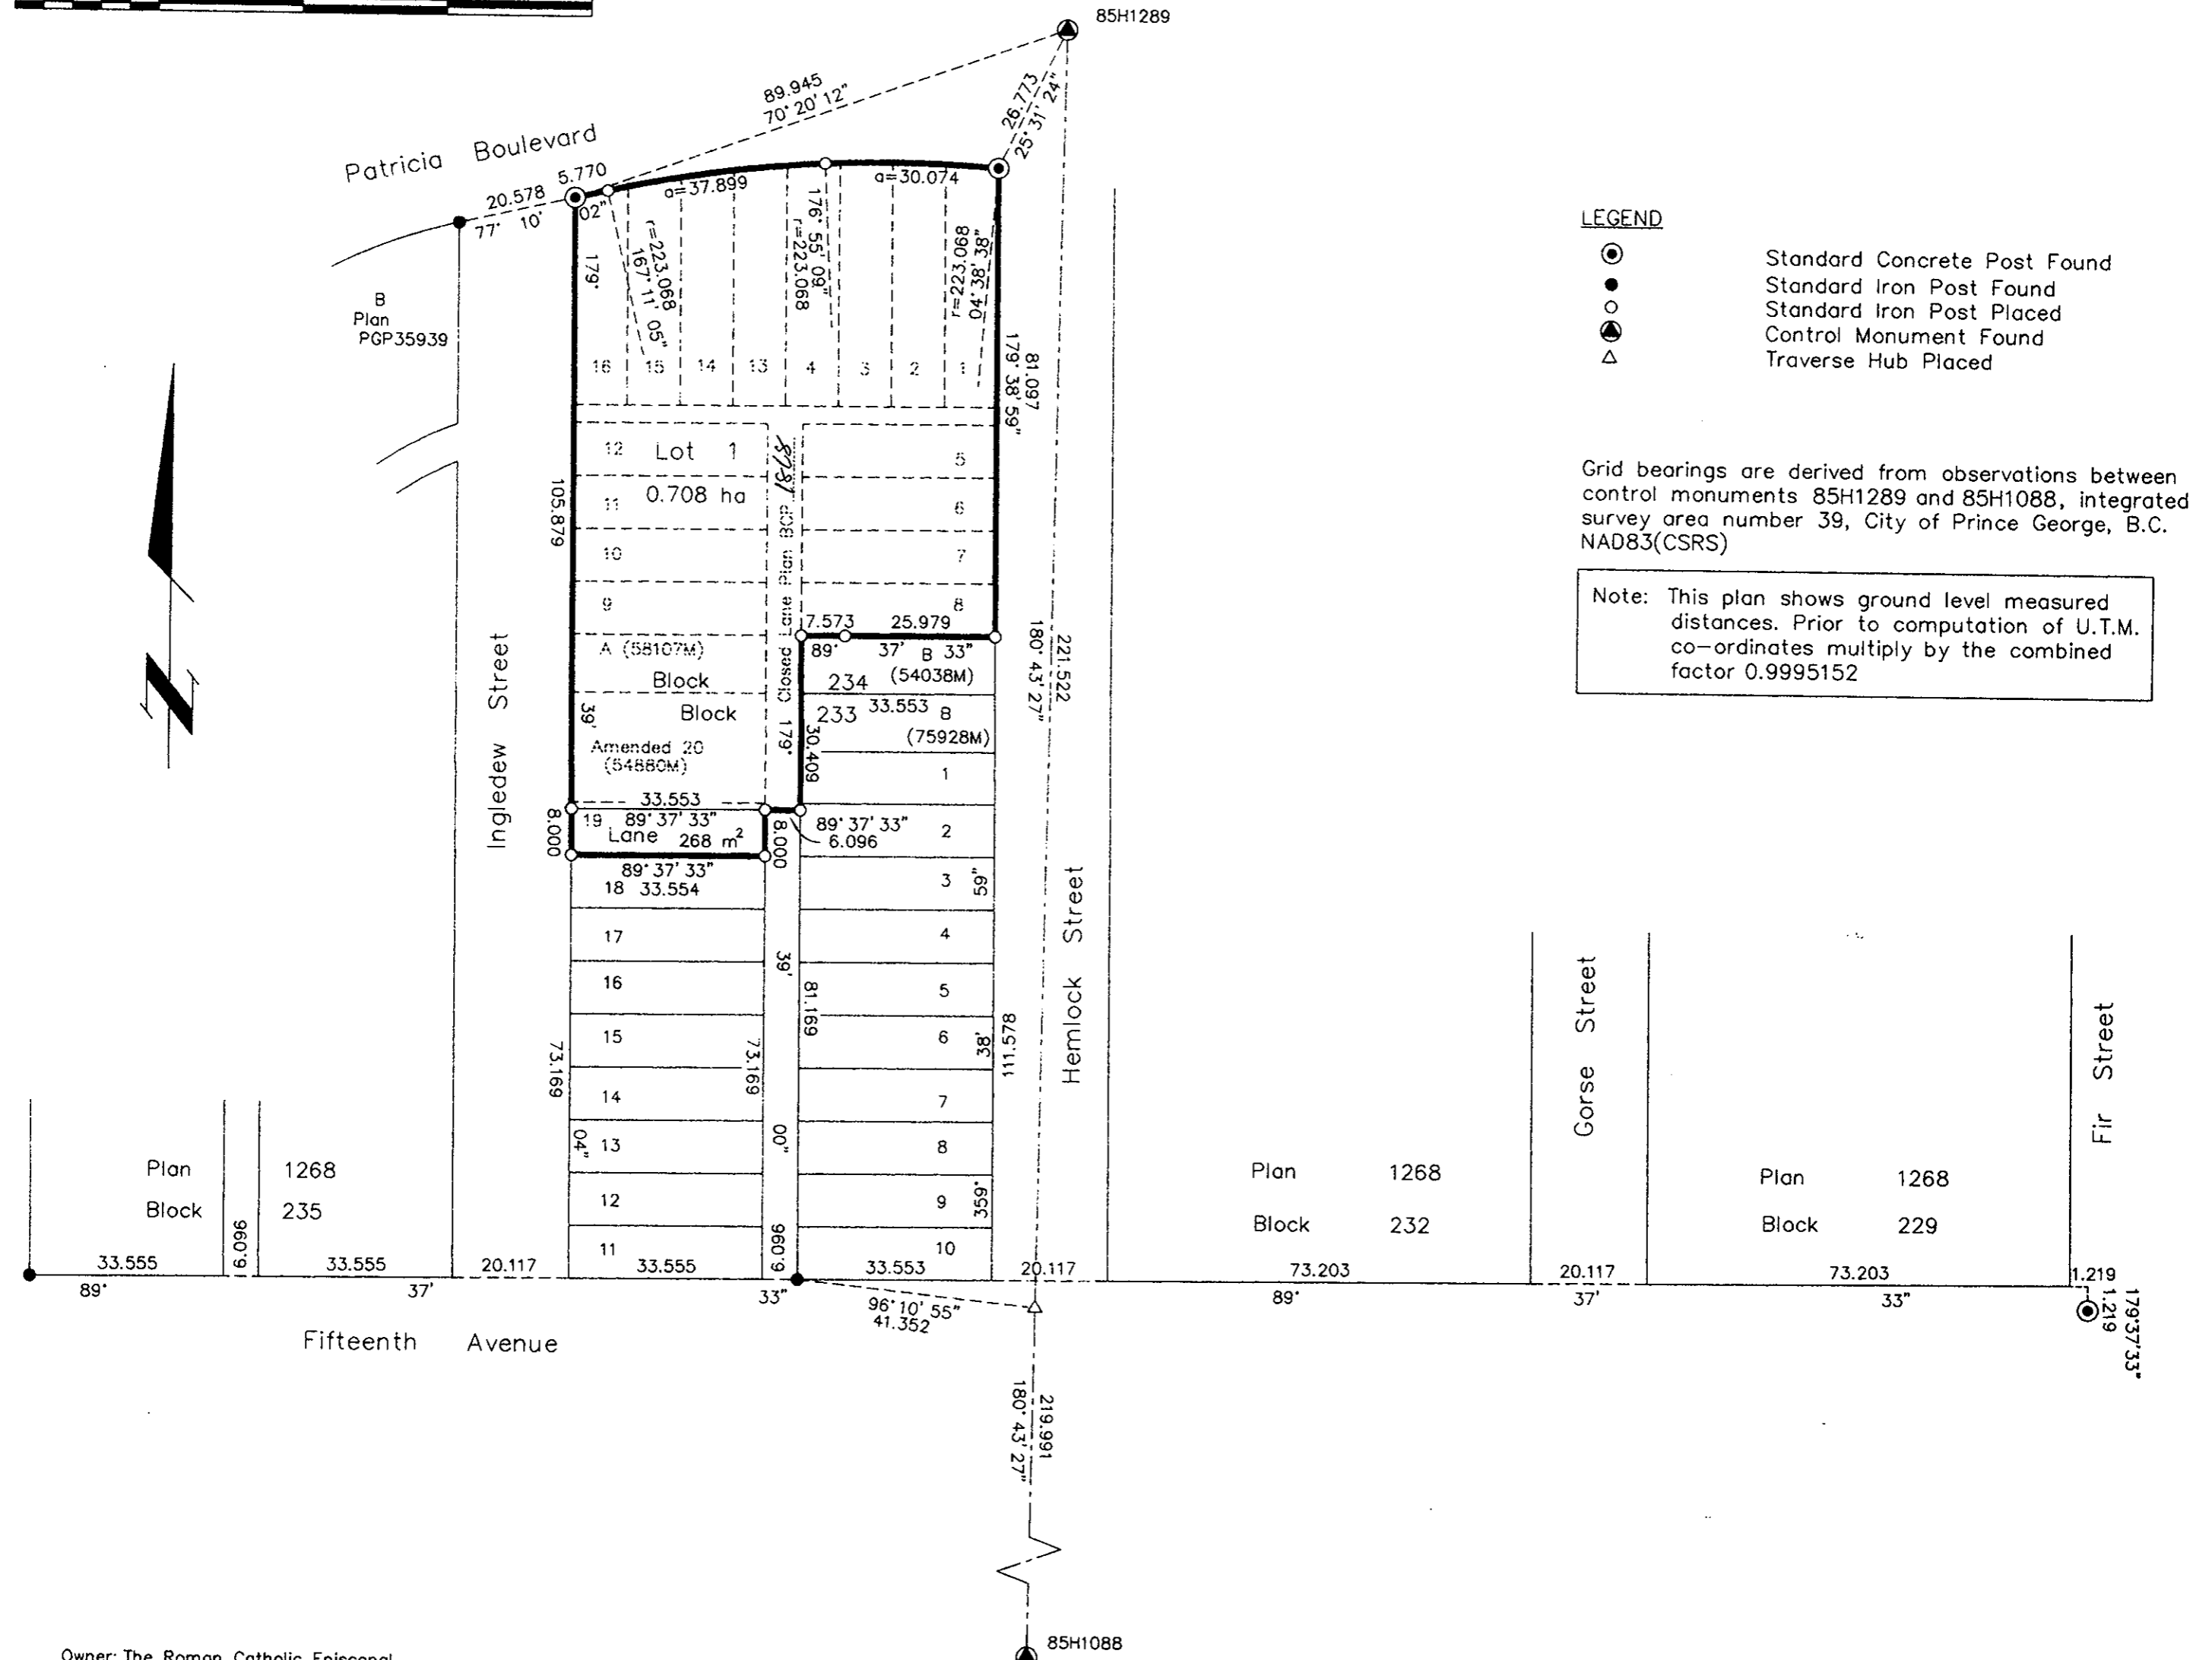 85H1289
89.945
70° 20' 12"
26.773
25° 31' 24"
Patricia Boulevard
20.578
77° 10' 02"
5.770
a=37.899
a=30.074
r=223.068
167° 11' 05"
176° 55' 09"
r=223.068
r=223.068
04° 38' 38"
B
Plan
PGP35939
179°
81.097
179° 38' 59"
16 15 14 13 4 3 2 1
12 Lot 1
5
11 0.708 ha
6
10
7
9
8
Closed Lane Plan BCP
105.879
7.573 25.979
89° 37' 33"
B
(54038M)
A (58107M)
Block 234
Block 233
33.553
B
(75928M)
39'
179°
30.409
Amended 20
(54880M)
1
221.522
180° 43' 27"
33.553
19 89° 37' 33"
Lane 268 m²
8.000
8.000
89° 37' 33"
6.096
2
89° 37' 33"
18 33.554
3
59"
17
4
39'
16
5
81.169
15
6
38'
111.578
73.169
73.169
14
7
04"
13
00"
8
12
9
359°
11
10
Ingledew Street
Hemlock Street
Gorse Street
Fir Street
Plan 1268
Block 235
Plan 1268
Block 232
Plan 1268
Block 229
33.555
6.096
33.555
20.117
33.555
6.096
33.553
20.117
73.203
20.117
73.203
1.219
89° 37' 33"
89° 37' 33"
1.219
179°37'33"
96° 10' 55"
41.352
Fifteenth Avenue
219.991
180° 43' 27"
85H1088
LEGEND
Standard Concrete Post Found
Standard Iron Post Found
Standard Iron Post Placed
Control Monument Found
Traverse Hub Placed
Grid bearings are derived from observations between
control monuments 85H1289 and 85H1088, integrated
survey area number 39, City of Prince George, B.C.
NAD83(CSRS)
Note: This plan shows ground level measured
distances. Prior to computation of U.T.M.
co-ordinates multiply by the combined
factor 0.9995152
Owner: The Roman Catholic Episcopal